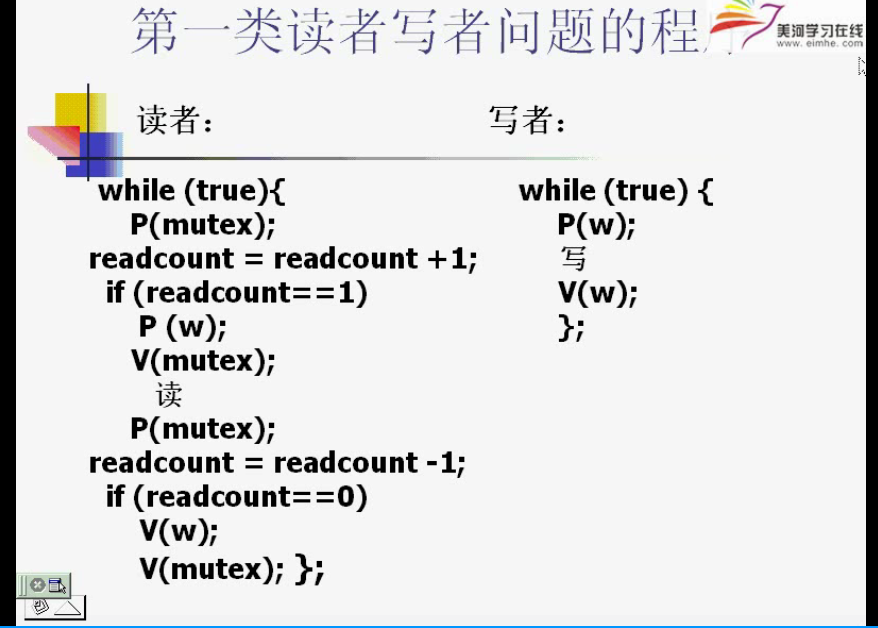 第一类读者写者问题的程序
美河学习在线
www.eimhe.com
读者：
写者：
while (true){
P(mutex);
readcount = readcount +1;
if (readcount==1)
P (w);
V(mutex);
读
P(mutex);
readcount = readcount -1;
if (readcount==0)
V(w);
V(mutex); };
while (true) {
P(w);
写
V(w);
};